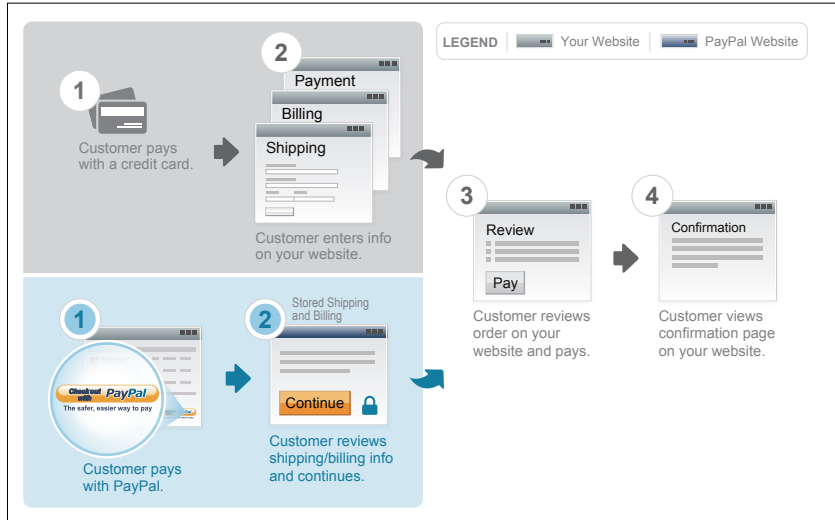 LEGEND
Your Website
PayPal Website
1
Customer pays
with a credit card.
2
Payment
Billing
Shipping
Customer enters info
on your website.
1
Checkout
with
PayPal
The safer, easier way to pay
Customer pays
with PayPal.
2
Stored Shipping
and Billing
Continue
Customer reviews
shipping/billing info
and continues.
3
Review
Pay
Customer reviews
order on your
website and pays.
4
Confirmation
Customer views
confirmation page
on your website.